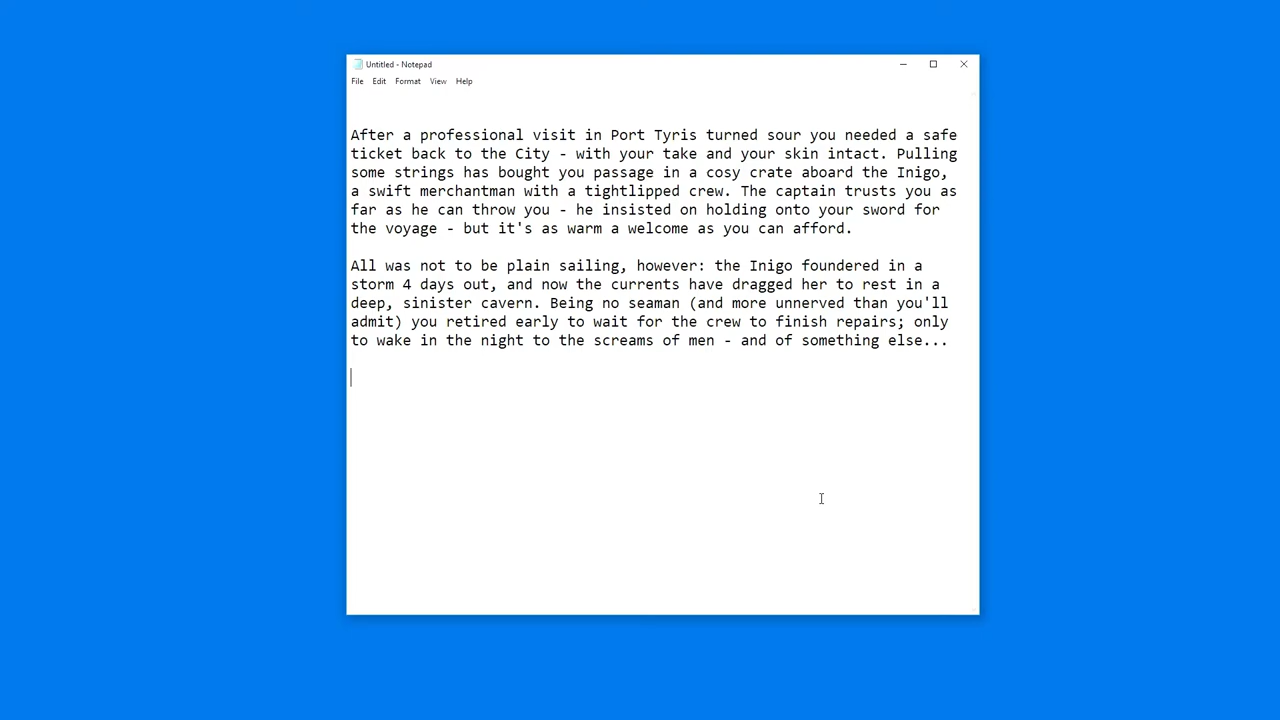 Untitled - Notepad
File Edit Format View Help
After a professional visit in Port Tyris turned sour you needed a safe
ticket back to the City - with your take and your skin intact. Pulling
some strings has bought you passage in a cosy crate aboard the Inigo,
a swift merchantman with a tightlipped crew. The captain trusts you as
far as he can throw you - he insisted on holding onto your sword for
the voyage - but it's as warm a welcome as you can afford.
All was not to be plain sailing, however: the Inigo foundered in a
storm 4 days out, and now the currents have dragged her to rest in a
deep, sinister cavern. Being no seaman (and more unnerved than you'll
admit) you retired early to wait for the crew to finish repairs; only
to wake in the night to the screams of men - and of something else...